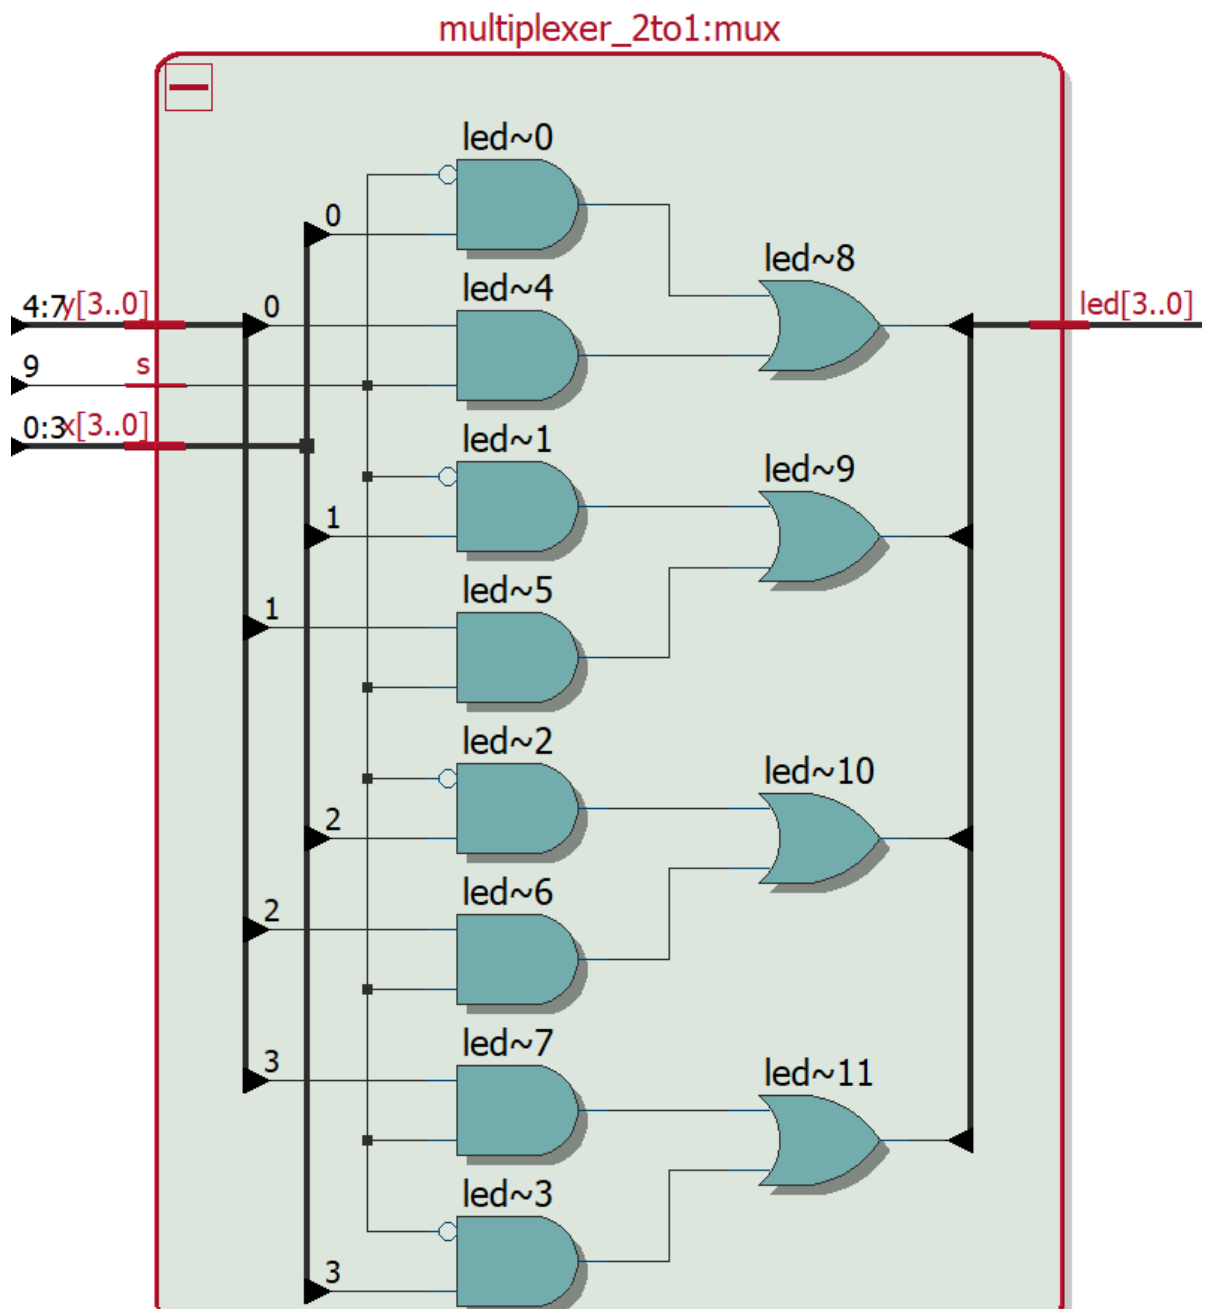 multiplexer_2to1:mux
led~0
0
led~8
led~4
4:7
y[3..0]
0
led[3..0]
9
s
0:3
x[3..0]
led~1
led~9
1
led~5
1
led~2
led~10
2
led~6
2
led~7
3
led~11
led~3
3